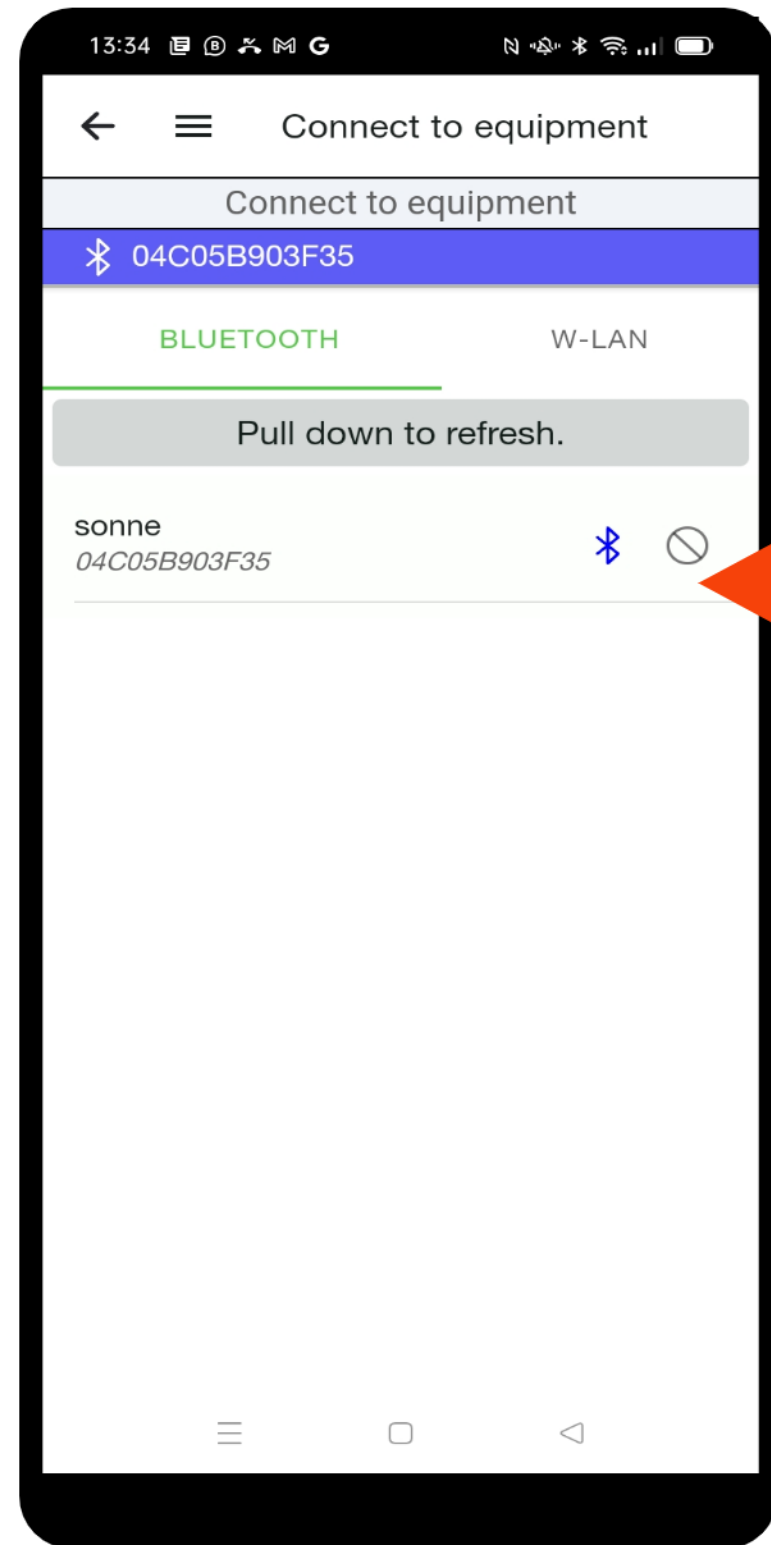 13:34
Connect to equipment
Connect to equipment
04C05B903F35
BLUETOOTH W-LAN
Pull down to refresh.
sonne
04C05B903F35